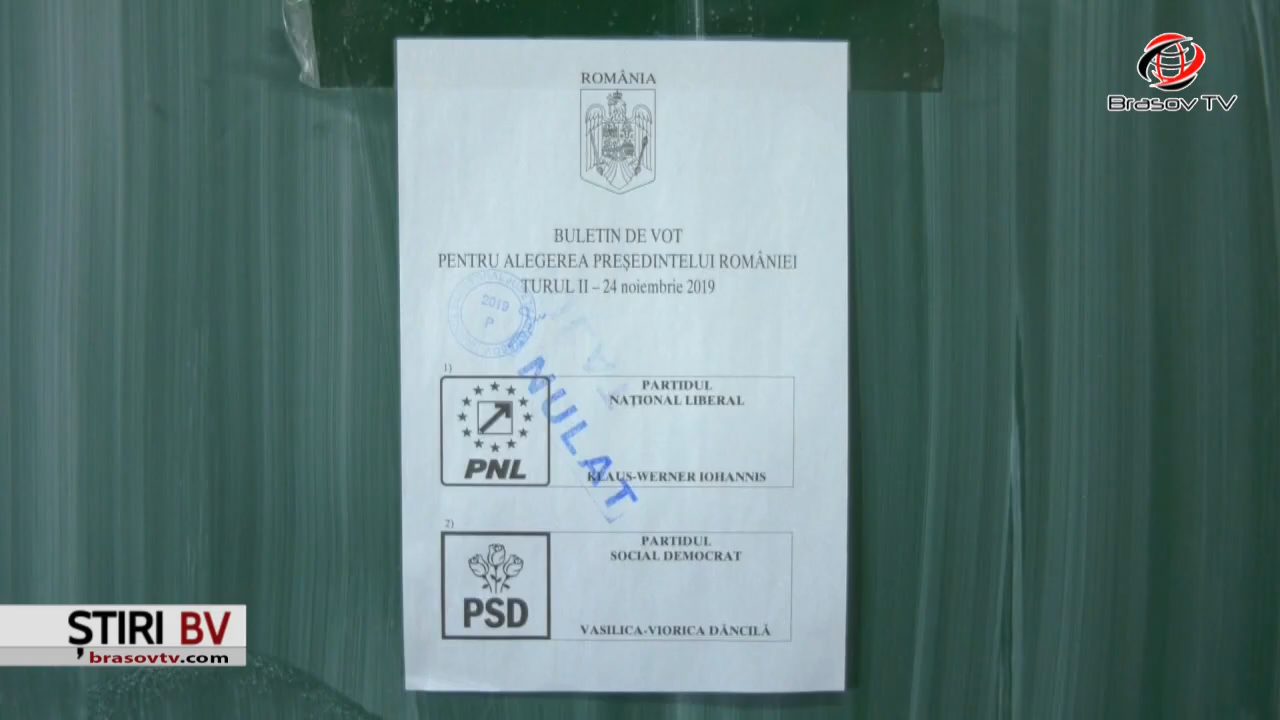 Brasov TV
ROMÂNIA
BULETIN DE VOT
PENTRU ALEGEREA PREȘEDINTELUI ROMÂNIEI
TURUL II – 24 noiembrie 2019
2019
P
NULAT
1)
PARTIDUL
NAȚIONAL LIBERAL
PNL
KLAUS-WERNER IOHANNIS
2)
PARTIDUL
SOCIAL DEMOCRAT
PSD
VASILICA-VIORICA DĂNCILĂ
ȘTIRI BV
brasovtv.com